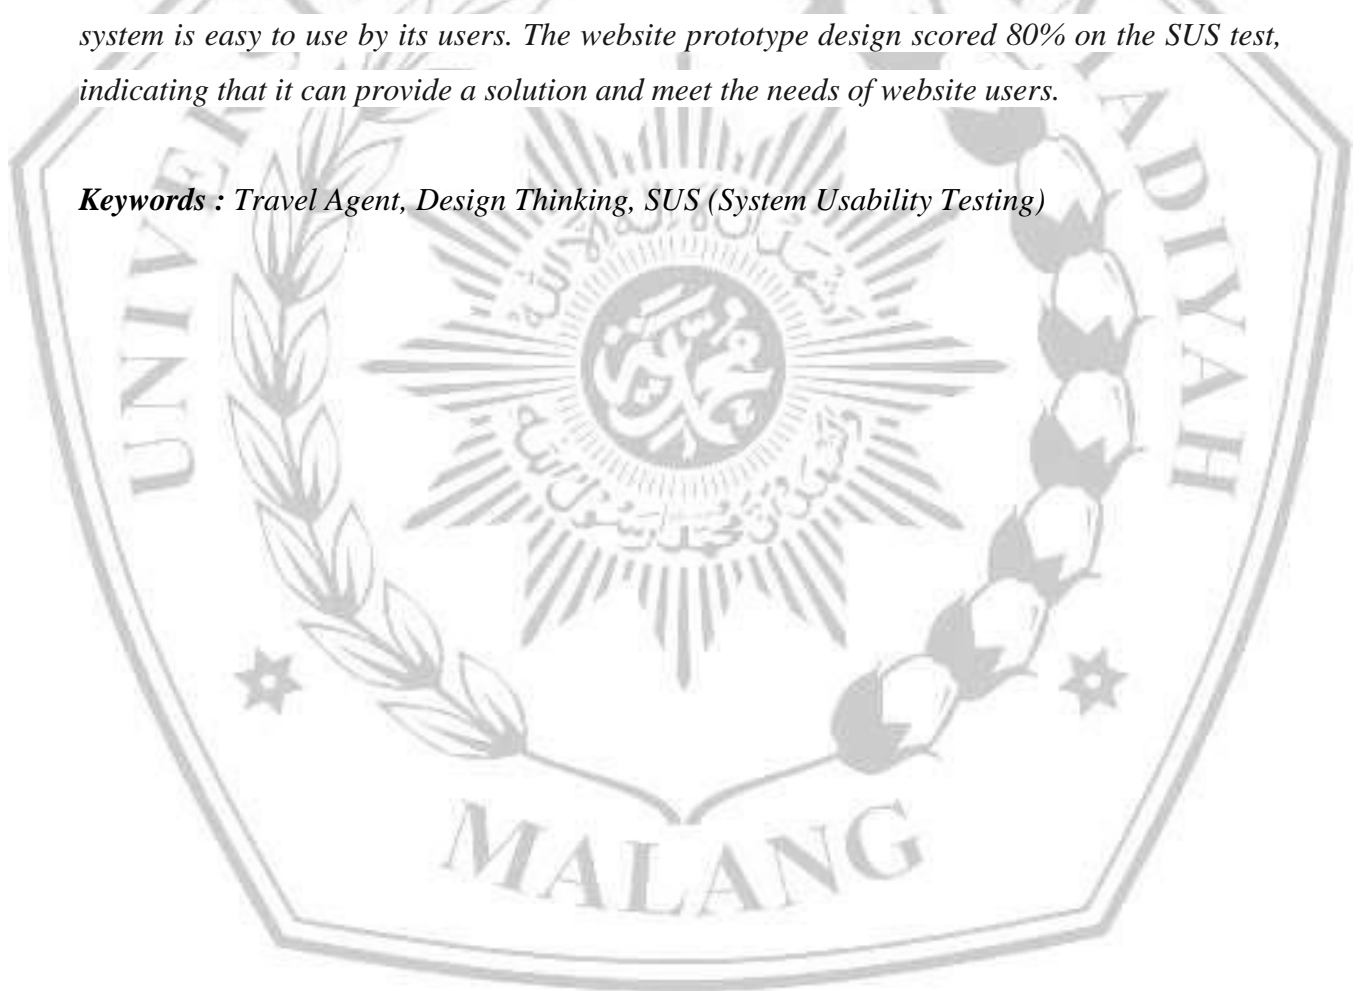 system is easy to use by its users. The website prototype design scored 80% on the SUS test,
indicating that it can provide a solution and meet the needs of website users.
Keywords : Travel Agent, Design Thinking, SUS (System Usability Testing)
UNIVER
ADIYAH
MALANG